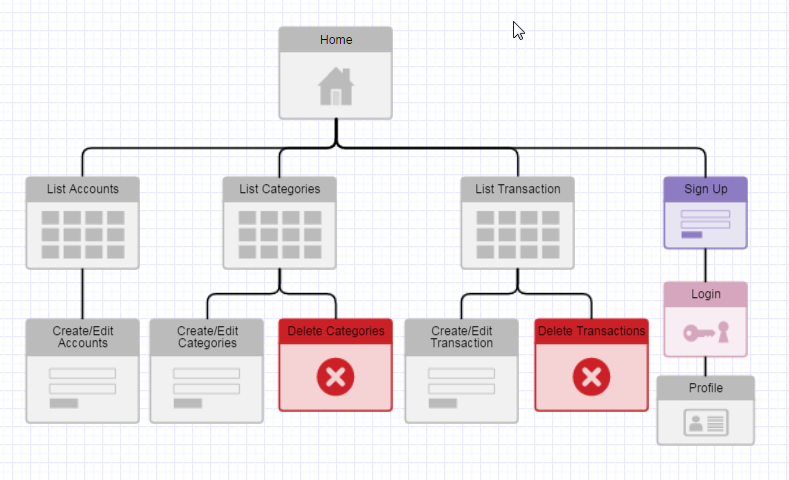 Home
List Accounts
List Categories
List Transaction
Sign Up
Login
Create/Edit
Accounts
Create/Edit
Categories
Delete Categories
Create/Edit
Transaction
Delete Transactions
Profile